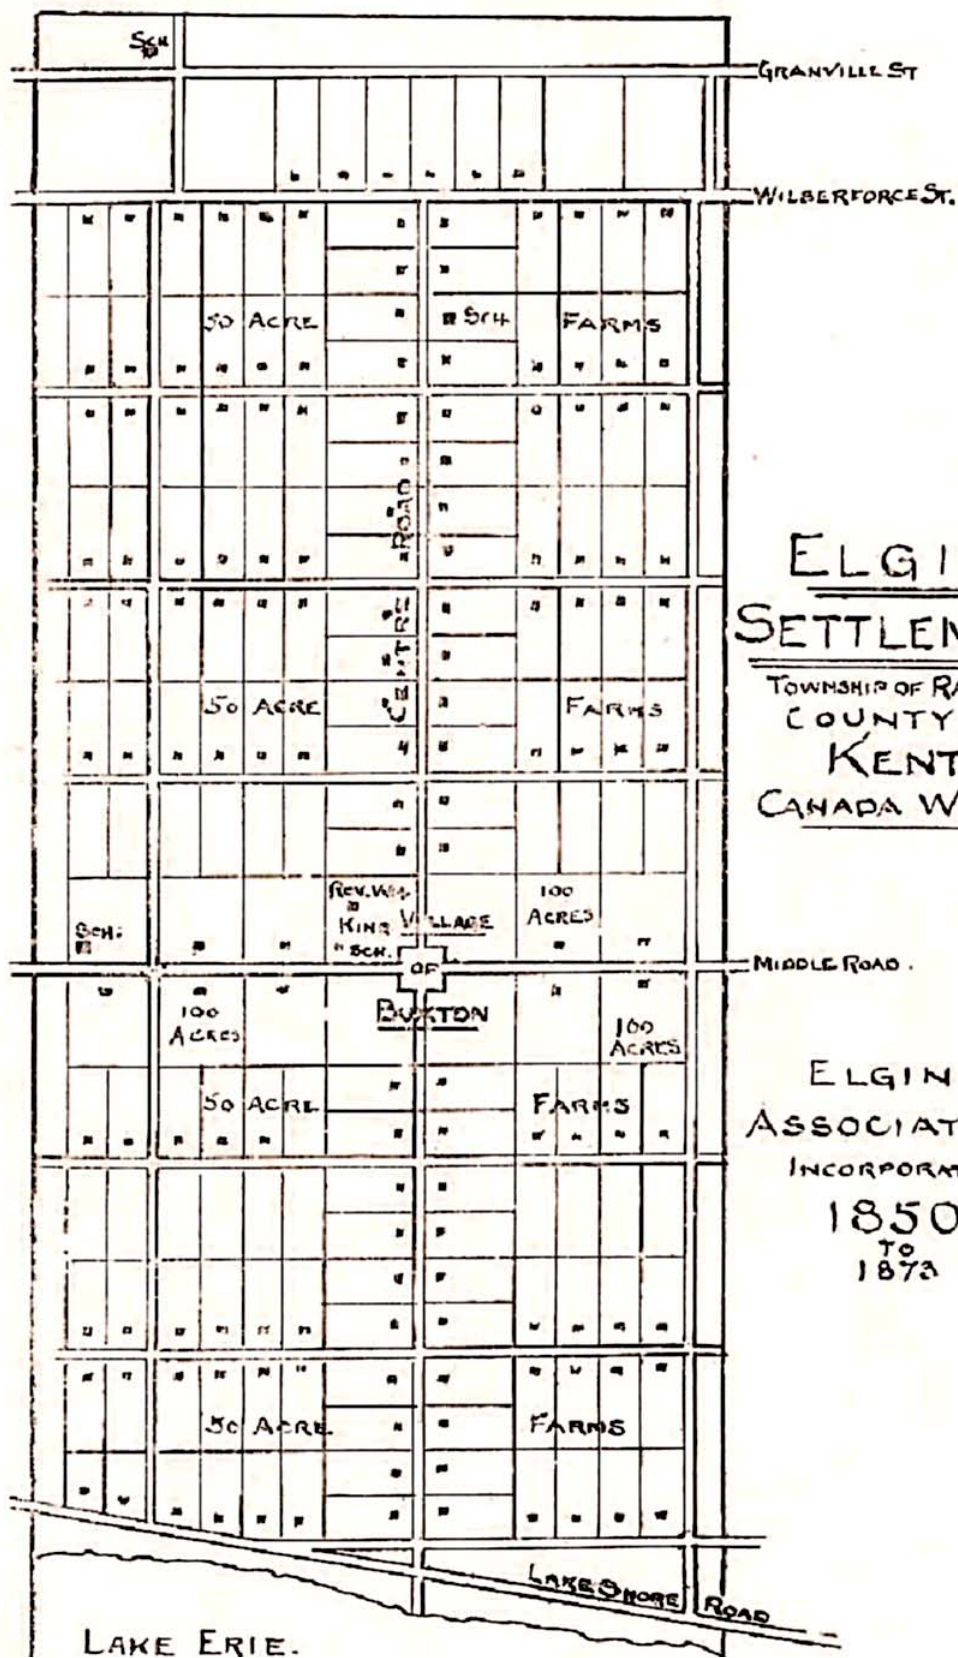 SCH
GRANVILLE ST
WILBERFORCE ST.
50 ACRE
SCH
FARMS
CENTRE ROAD
50 ACRE
FARMS
REV. WM.
KING
SCH.
SCH.
VILLAGE
OF
BUXTON
100
ACRES
MIDDLE ROAD.
100
ACRES
100
ACRES
50 ACRE
FARMS
50 ACRE
FARMS
LAKE SHORE ROAD
LAKE ERIE.
ELGI
SETTLEM
TOWNSHIP OF RA
COUNTY
KENT
CANADA W
ELGIN
ASSOCIAT
INCORPORAT
1850
TO
1873